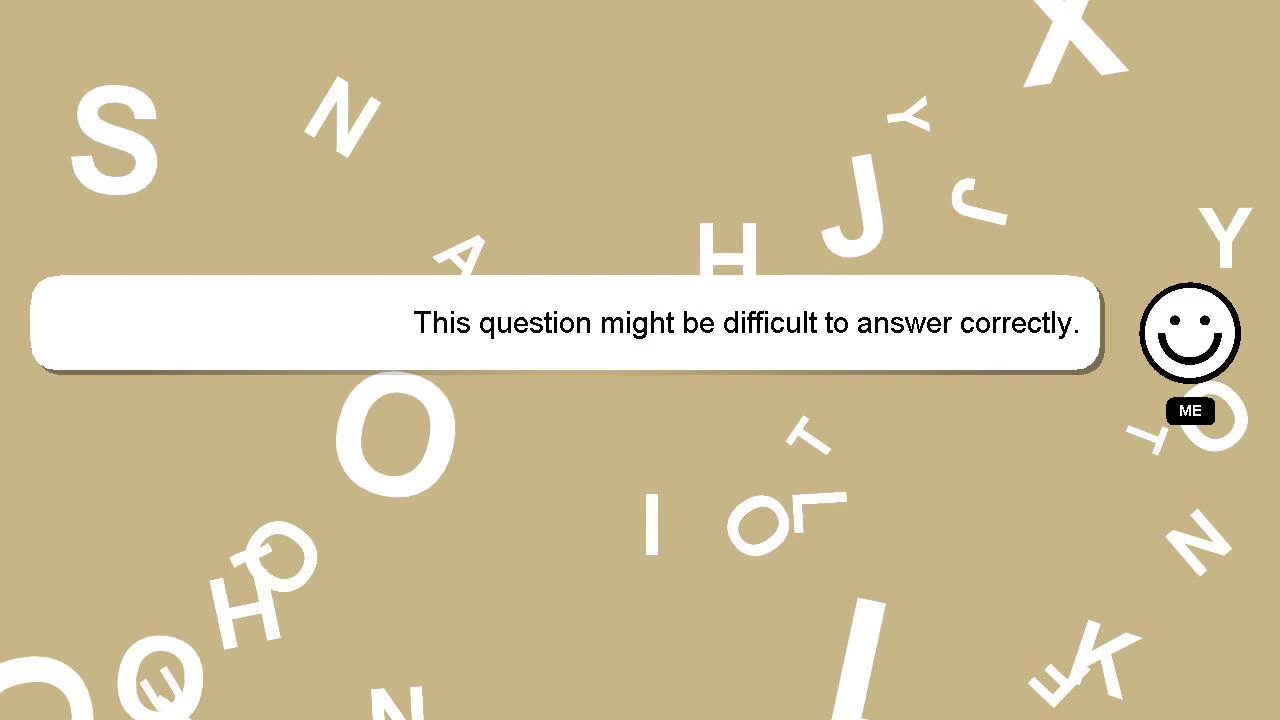 X
S
N
Y
J
J
Y
A
H
This question might be difficult to answer correctly.
ME
O
O
T
T
I
O
L
N
O
T
H
K
E
O
N
I